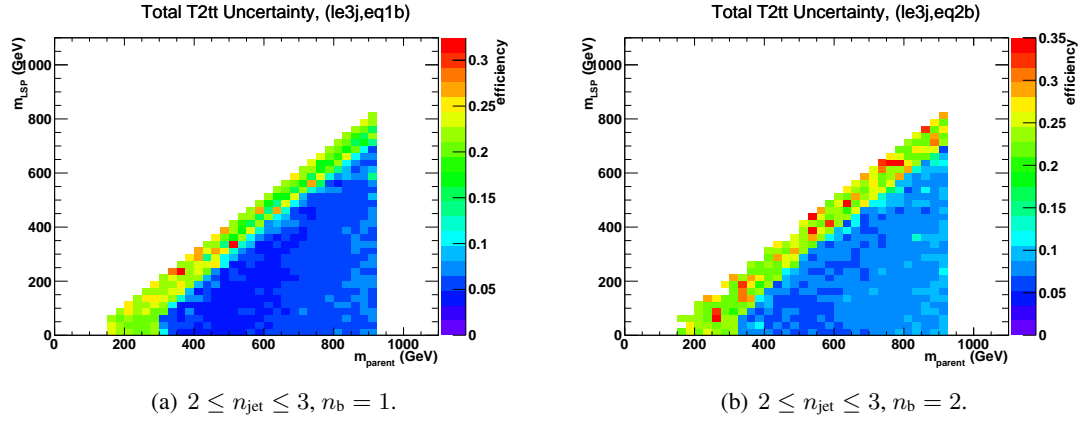 Total T2tt Uncertainty, (le3j,eq1b)
m_LSP (GeV)
1000
800
600
400
200
0
0 200 400 600 800 1000
m_parent (GeV)
0.3
0.25
0.2
0.15
0.1
0.05
0
efficiency
(a) 2 ≤ n_jet ≤ 3, n_b = 1.
Total T2tt Uncertainty, (le3j,eq2b)
m_LSP (GeV)
1000
800
600
400
200
0
0 200 400 600 800 1000
m_parent (GeV)
0.35
0.3
0.25
0.2
0.15
0.1
0.05
0
efficiency
(b) 2 ≤ n_jet ≤ 3, n_b = 2.